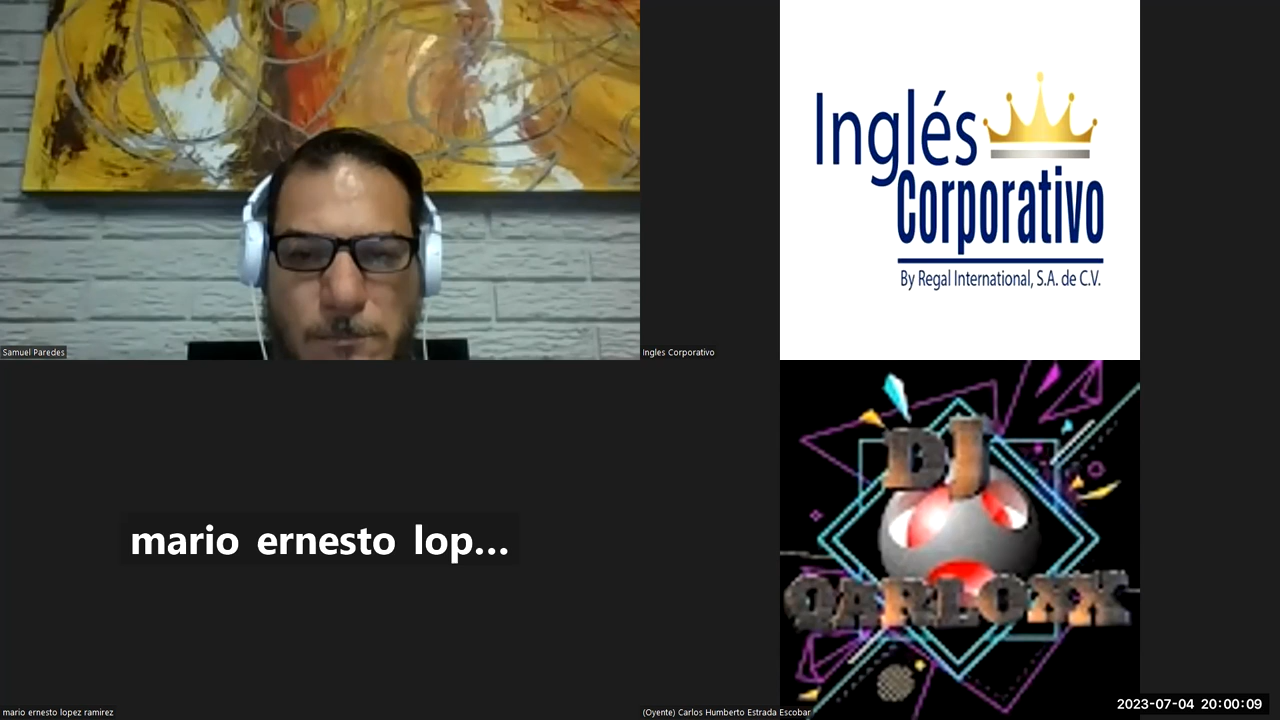 Samuel Paredes
Inglés
Corporativo
By Regal International, S.A. de C.V.
Ingles Corporativo
mario ernesto lop...
mario ernesto lopez ramirez
DJ
QARLOXX
(Oyente) Carlos Humberto Estrada Escobar
2023-07-04 20:00:09